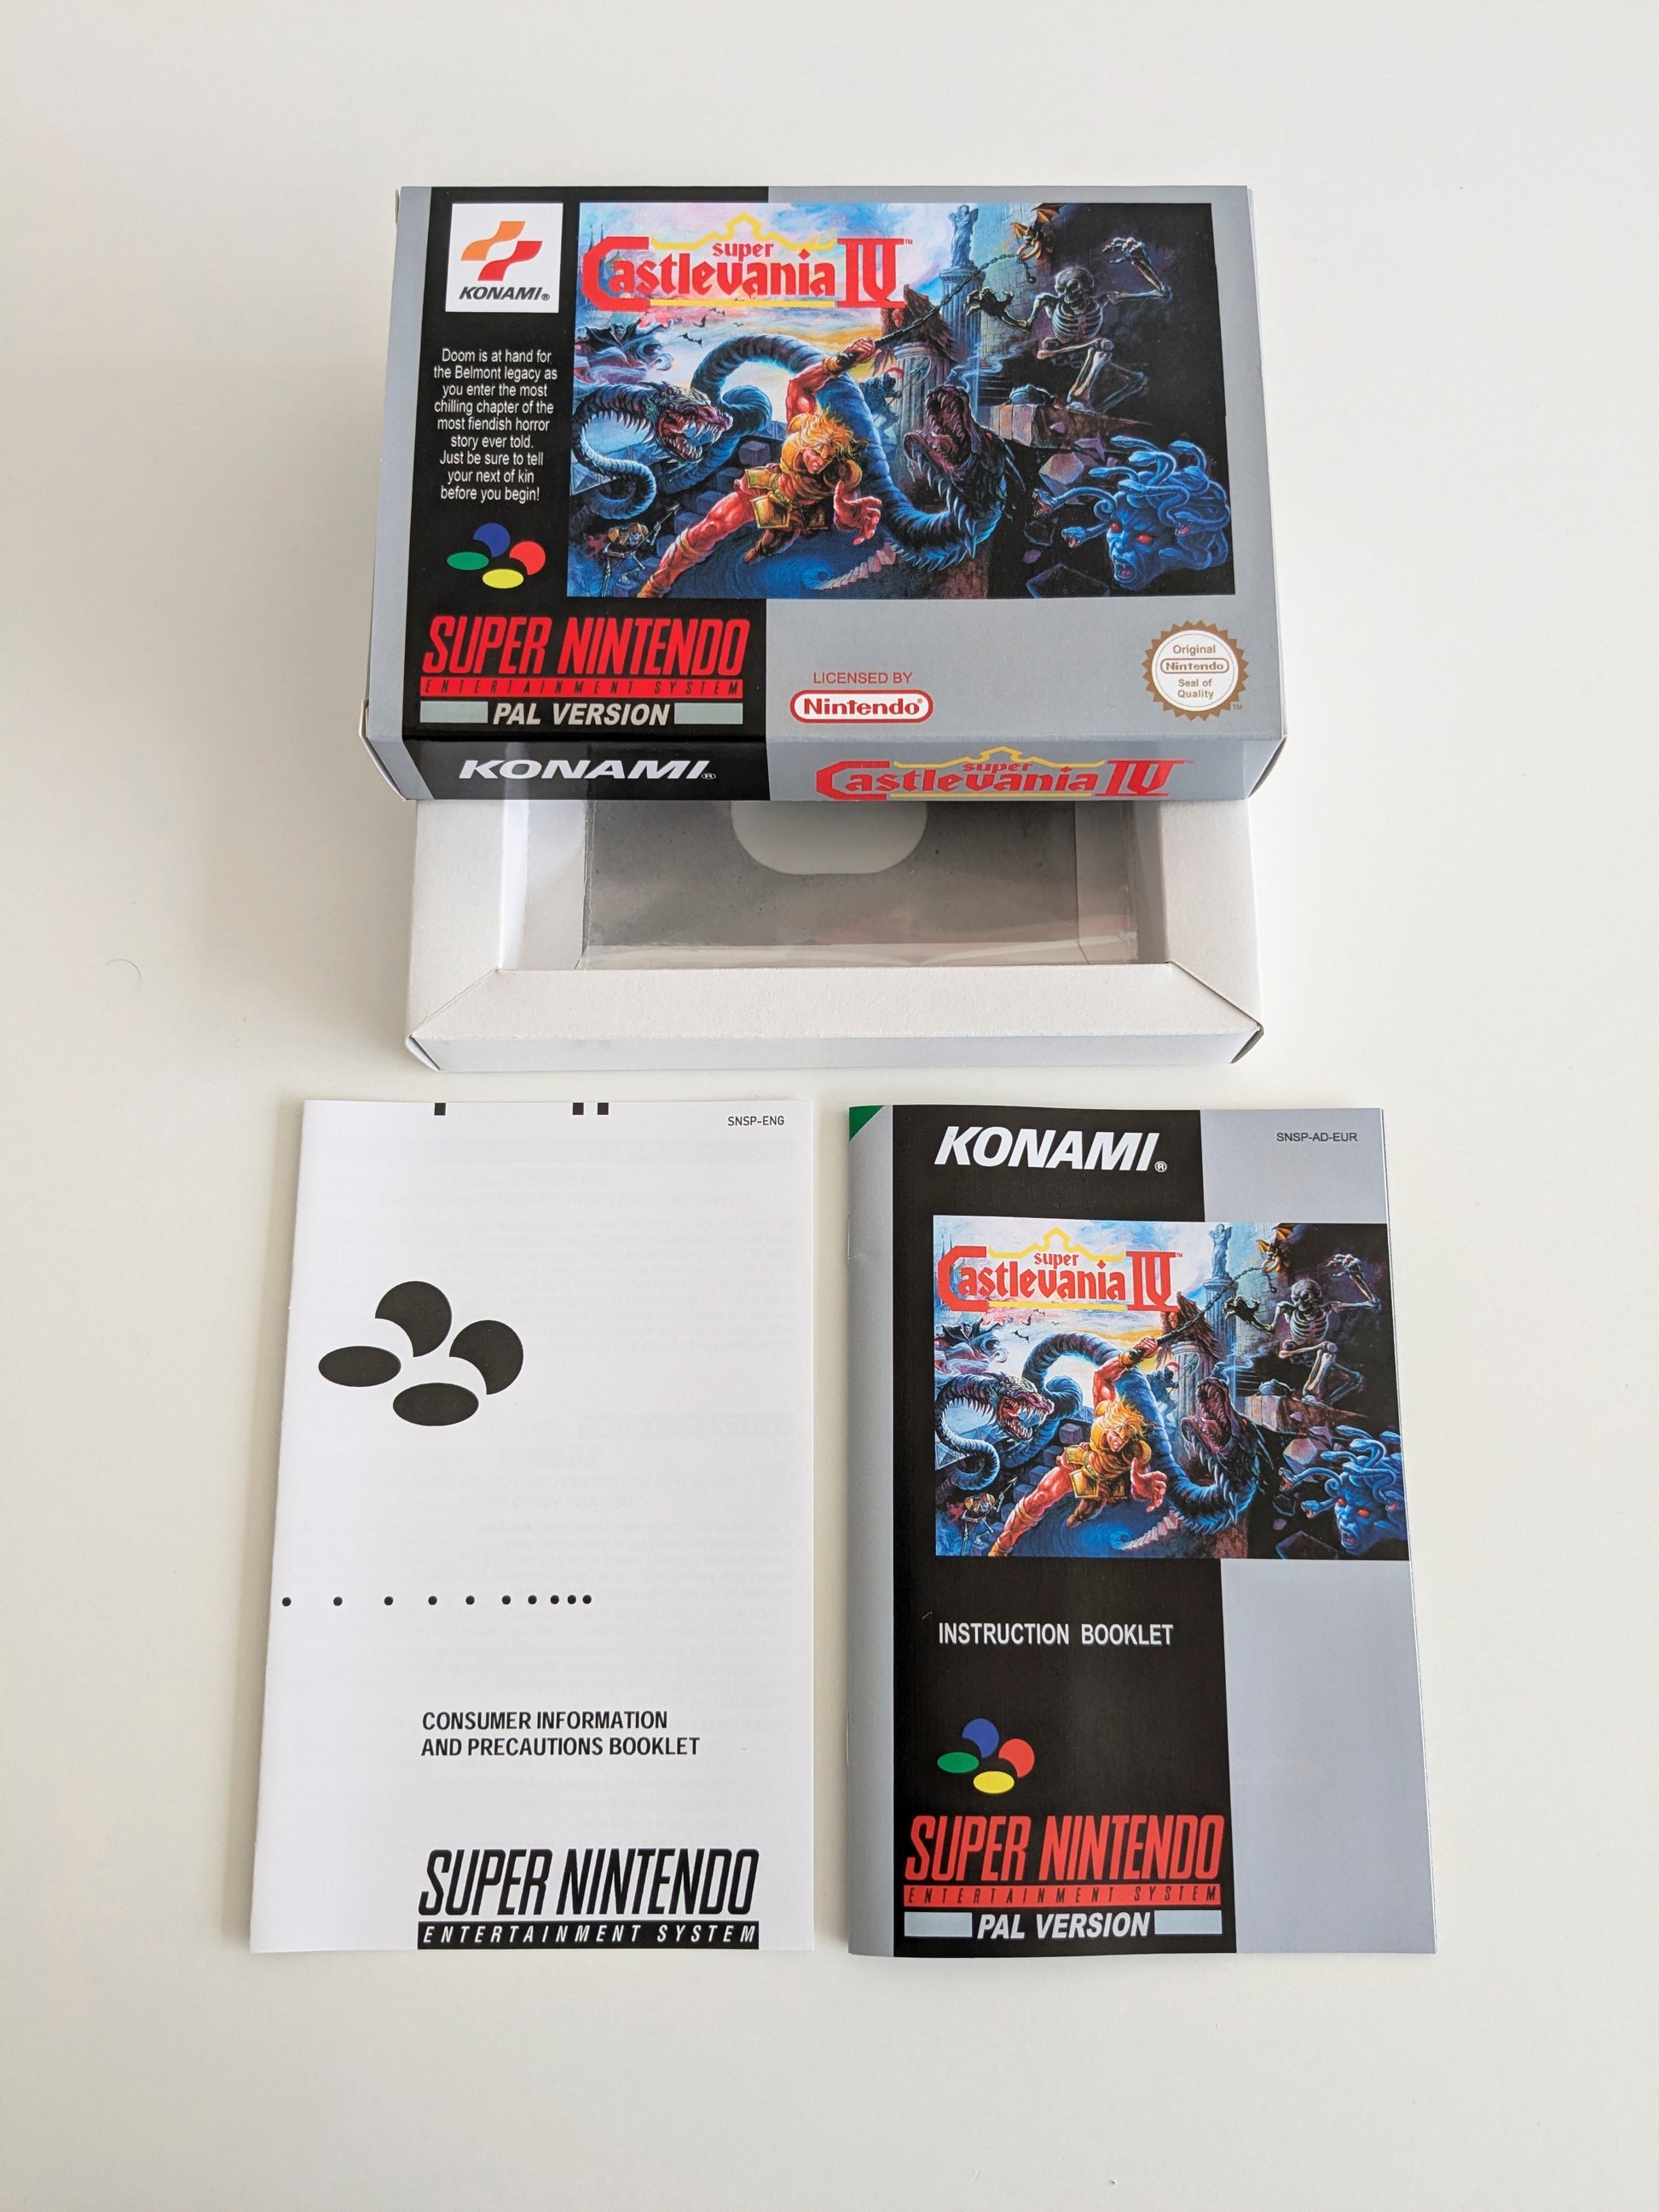 KONAMI®
super
Castlevania IV™
Doom is at hand for
the Belmont legacy as
you enter the most
chilling chapter of the
most fiendish horror
story ever told.
Just be sure to tell
your next of kin
before you begin!
SUPER NINTENDO
ENTERTAINMENT SYSTEM
PAL VERSION
LICENSED BY
Nintendo®
Original
Nintendo
Seal of
Quality
TM
KONAMI®
super
Castlevania IV™
SNSP-ENG
CONSUMER INFORMATION
AND PRECAUTIONS BOOKLET
SUPER NINTENDO
ENTERTAINMENT SYSTEM
KONAMI®
SNSP-AD-EUR
super
Castlevania IV™
INSTRUCTION BOOKLET
SUPER NINTENDO
ENTERTAINMENT SYSTEM
PAL VERSION